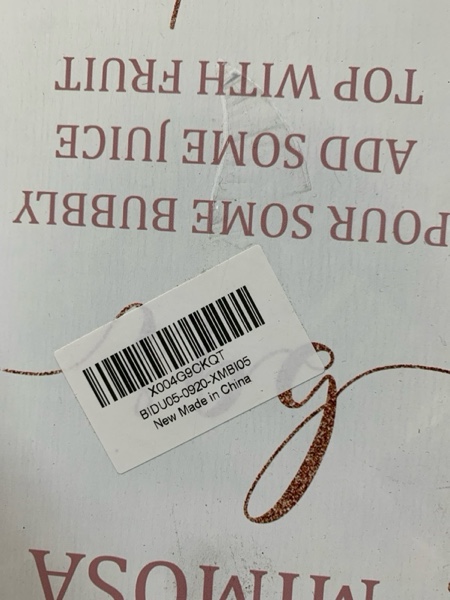 MIMOSA
POUR SOME BUBBLY
ADD SOME JUICE
TOP WITH FRUIT
X004G9CKQT
BIDU05-0920-XMBI05
New Made in China